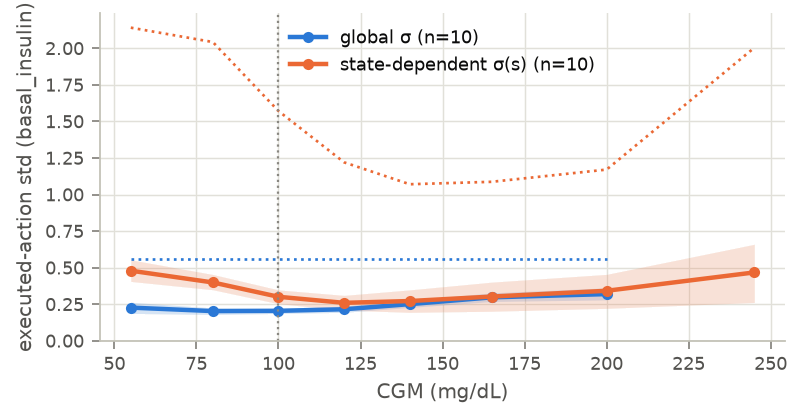 executed-action std (basal_insulin)
2.00
1.75
1.50
1.25
1.00
0.75
0.50
0.25
0.00
global σ (n=10)
state-dependent σ(s) (n=10)
50 75 100 125 150 175 200 225 250
CGM (mg/dL)